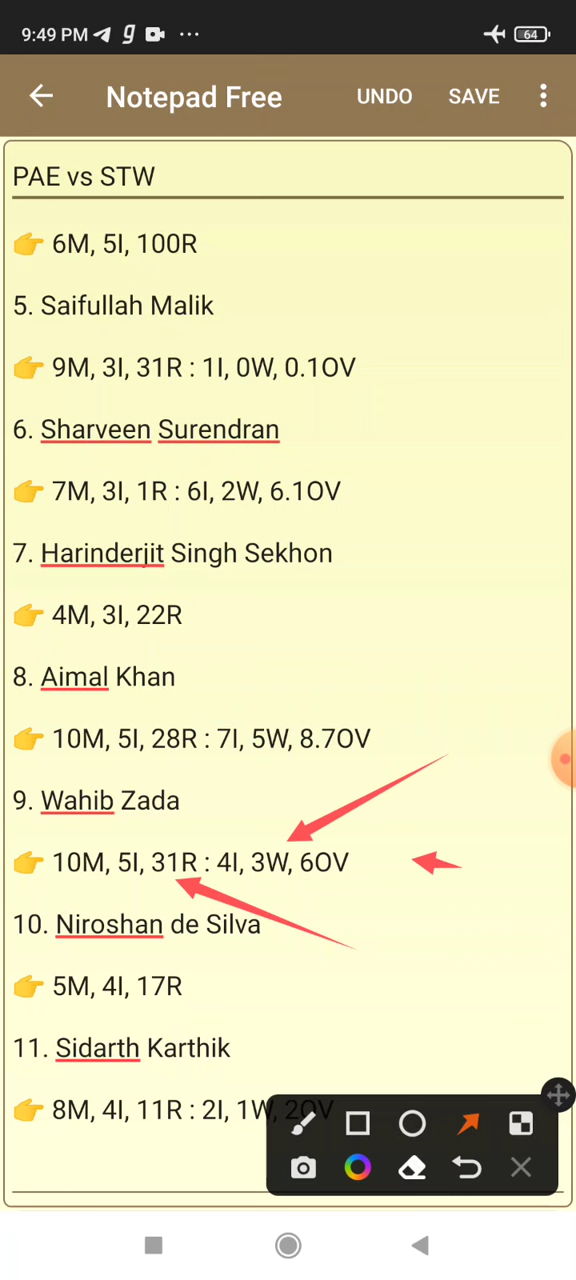 9:49 PM 64
Notepad Free UNDO SAVE
PAE vs STW
👉 6M, 5I, 100R
5. Saifullah Malik
👉 9M, 3I, 31R : 1I, 0W, 0.1OV
6. Sharveen Surendran
👉 7M, 3I, 1R : 6I, 2W, 6.1OV
7. Harinderjit Singh Sekhon
👉 4M, 3I, 22R
8. Aimal Khan
👉 10M, 5I, 28R : 7I, 5W, 8.7OV
9. Wahib Zada
👉 10M, 5I, 31R : 4I, 3W, 6OV
10. Niroshan de Silva
👉 5M, 4I, 17R
11. Sidarth Karthik
👉 8M, 4I, 11R : 2I, 1W, 2OV